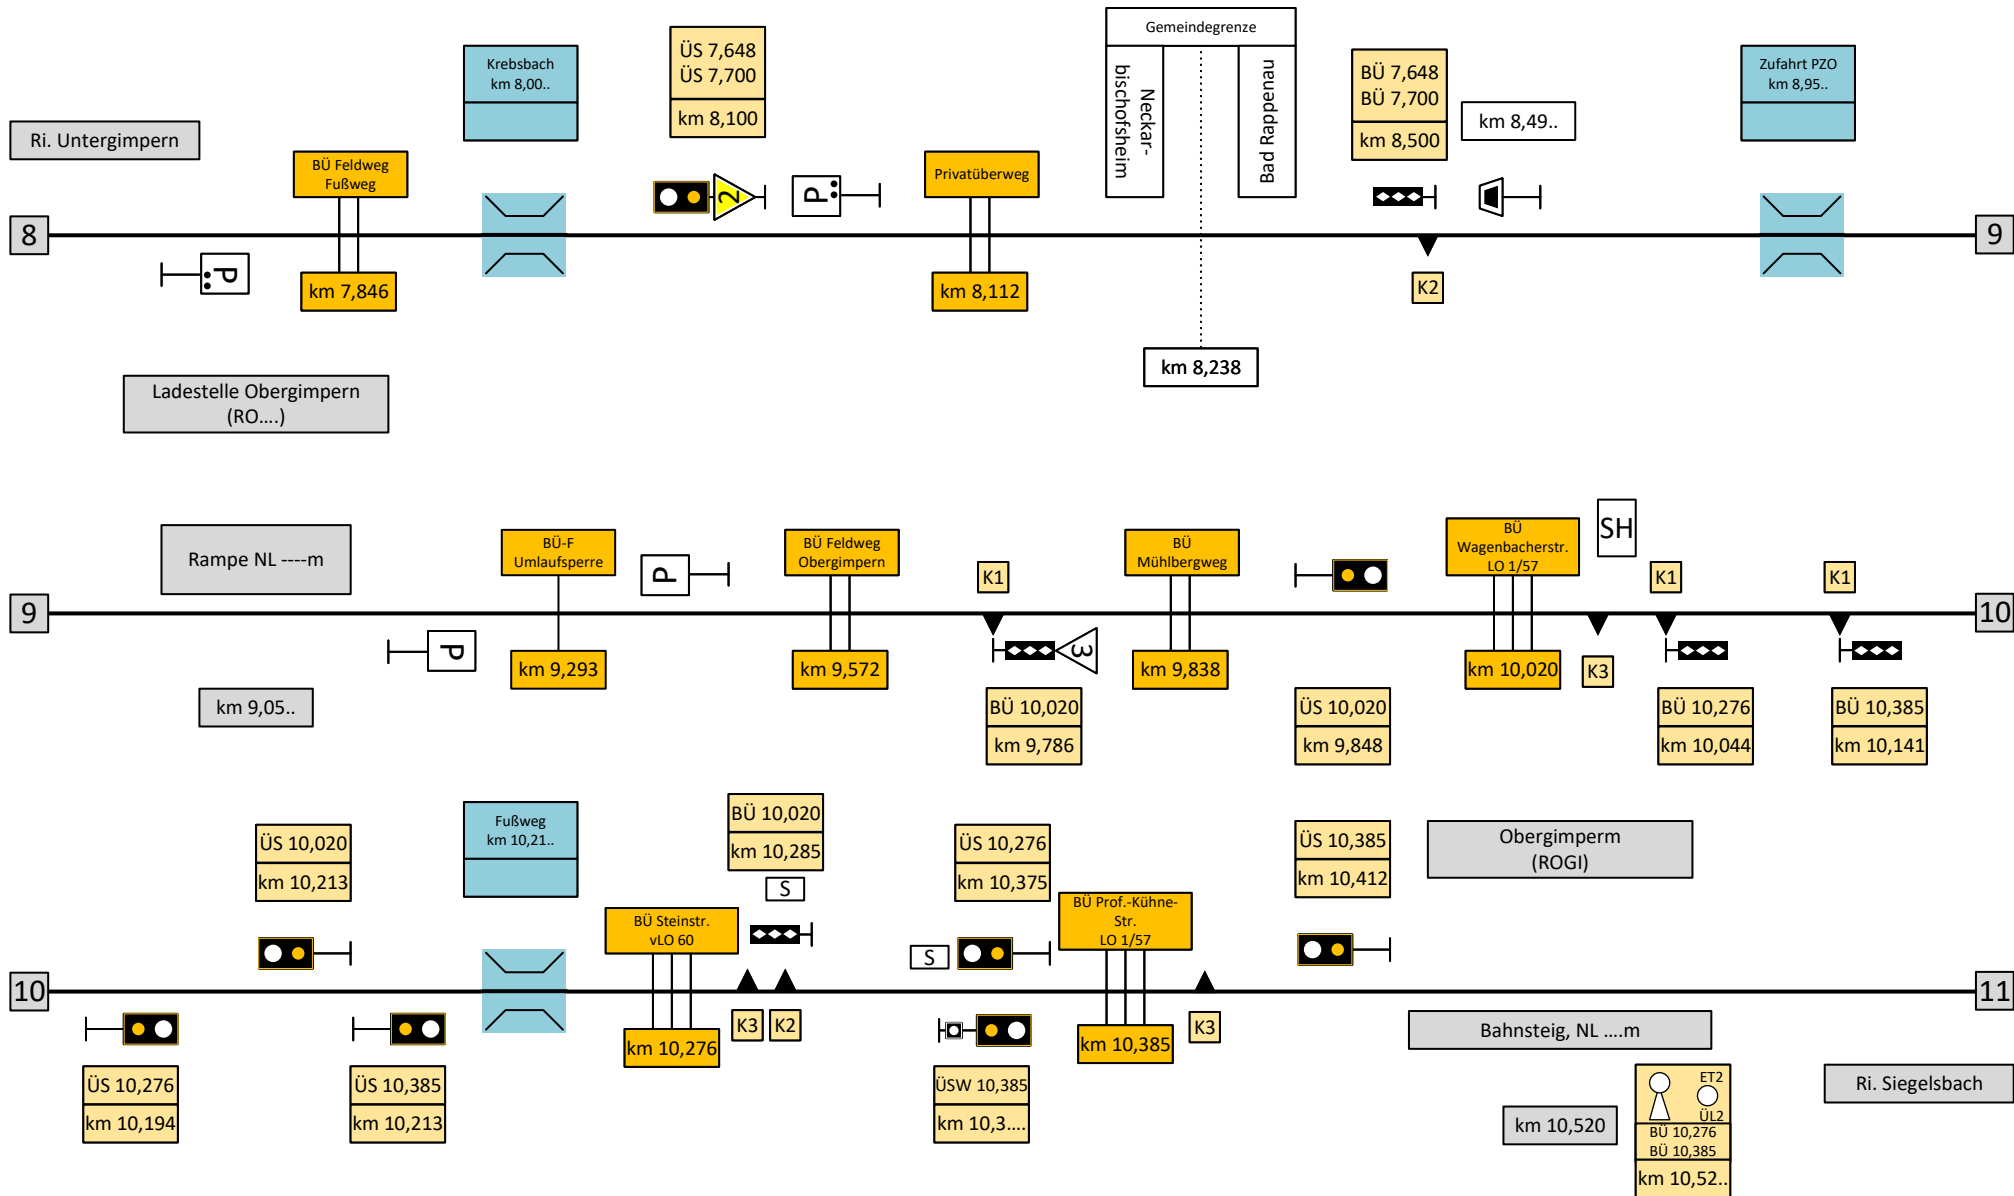 Gemeindegrenze
Neckar-
bischofsheim
Bad Rappenau
Krebsbach
km 8,00..
ÜS 7,648
ÜS 7,700
km 8,100
BÜ 7,648
BÜ 7,700
km 8,500
km 8,49..
Zufahrt PZO
km 8,95..
Ri. Untergimpern
BÜ Feldweg
Fußweg
2
P
Privatüberweg
8
9
P
km 7,846
km 8,112
K2
km 8,238
Ladestelle Obergimpern
(RO....)
Rampe NL ----m
BÜ-F
Umlaufsperre
P
BÜ Feldweg
Obergimpern
K1
BÜ
Mühlbergweg
BÜ
Wagenbacherstr.
LO 1/57
SH
K1
K1
9
10
P
km 9,293
km 9,572
3
km 9,838
km 10,020
K3
km 9,05..
BÜ 10,020
km 9,786
ÜS 10,020
km 9,848
BÜ 10,276
km 10,044
BÜ 10,385
km 10,141
ÜS 10,020
km 10,213
Fußweg
km 10,21..
BÜ 10,020
km 10,285
S
ÜS 10,276
km 10,375
ÜS 10,385
km 10,412
Obergimperm
(ROGI)
BÜ Steinstr.
vLO 60
S
BÜ Prof.-Kühne-
Str.
LO 1/57
10
11
km 10,276
K3
K2
km 10,385
K3
Bahnsteig, NL ....m
ÜS 10,276
km 10,194
ÜS 10,385
km 10,213
ÜSW 10,385
km 10,3....
km 10,520
ET2
ÜL2
BÜ 10,276
BÜ 10,385
km 10,52..
Ri. Siegelsbach